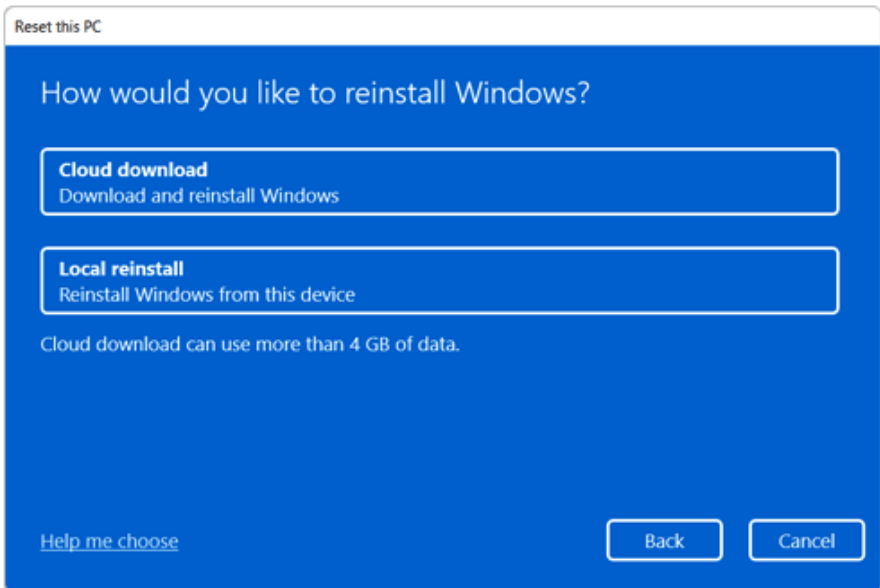 Reset this PC
How would you like to reinstall Windows?
Cloud download
Download and reinstall Windows
Local reinstall
Reinstall Windows from this device
Cloud download can use more than 4 GB of data.
Help me choose
Back
Cancel